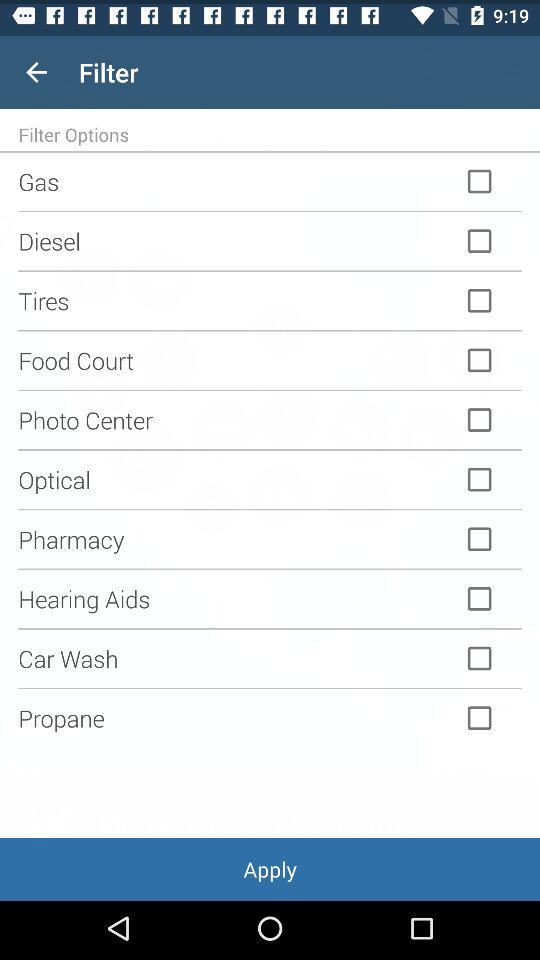 9:19
Filter
Filter Options
Gas
Diesel
Tires
Food Court
Photo Center
Optical
Pharmacy
Hearing Aids
Car Wash
Propane
Apply